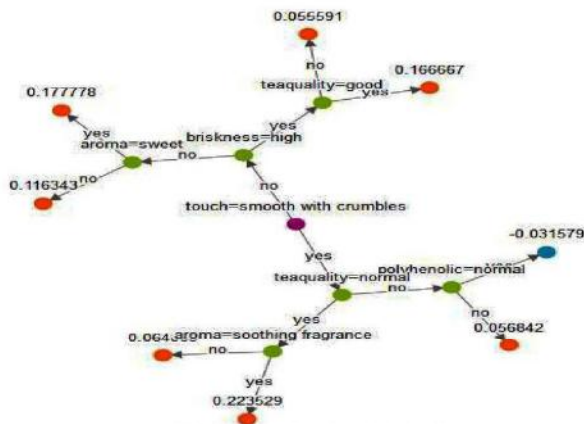 0.055591
no
0.177778
teaquality=good
0.166667
yes
yes
yes
aroma=sweet
briskness=high
no
no
0.116343
no
touch=smooth with crumbles
-0.031579
yes
polyhenolic=normal
teaquality=normal
no
yes
no
aroma=soothing fragrance
0.056842
no
yes
0.223529